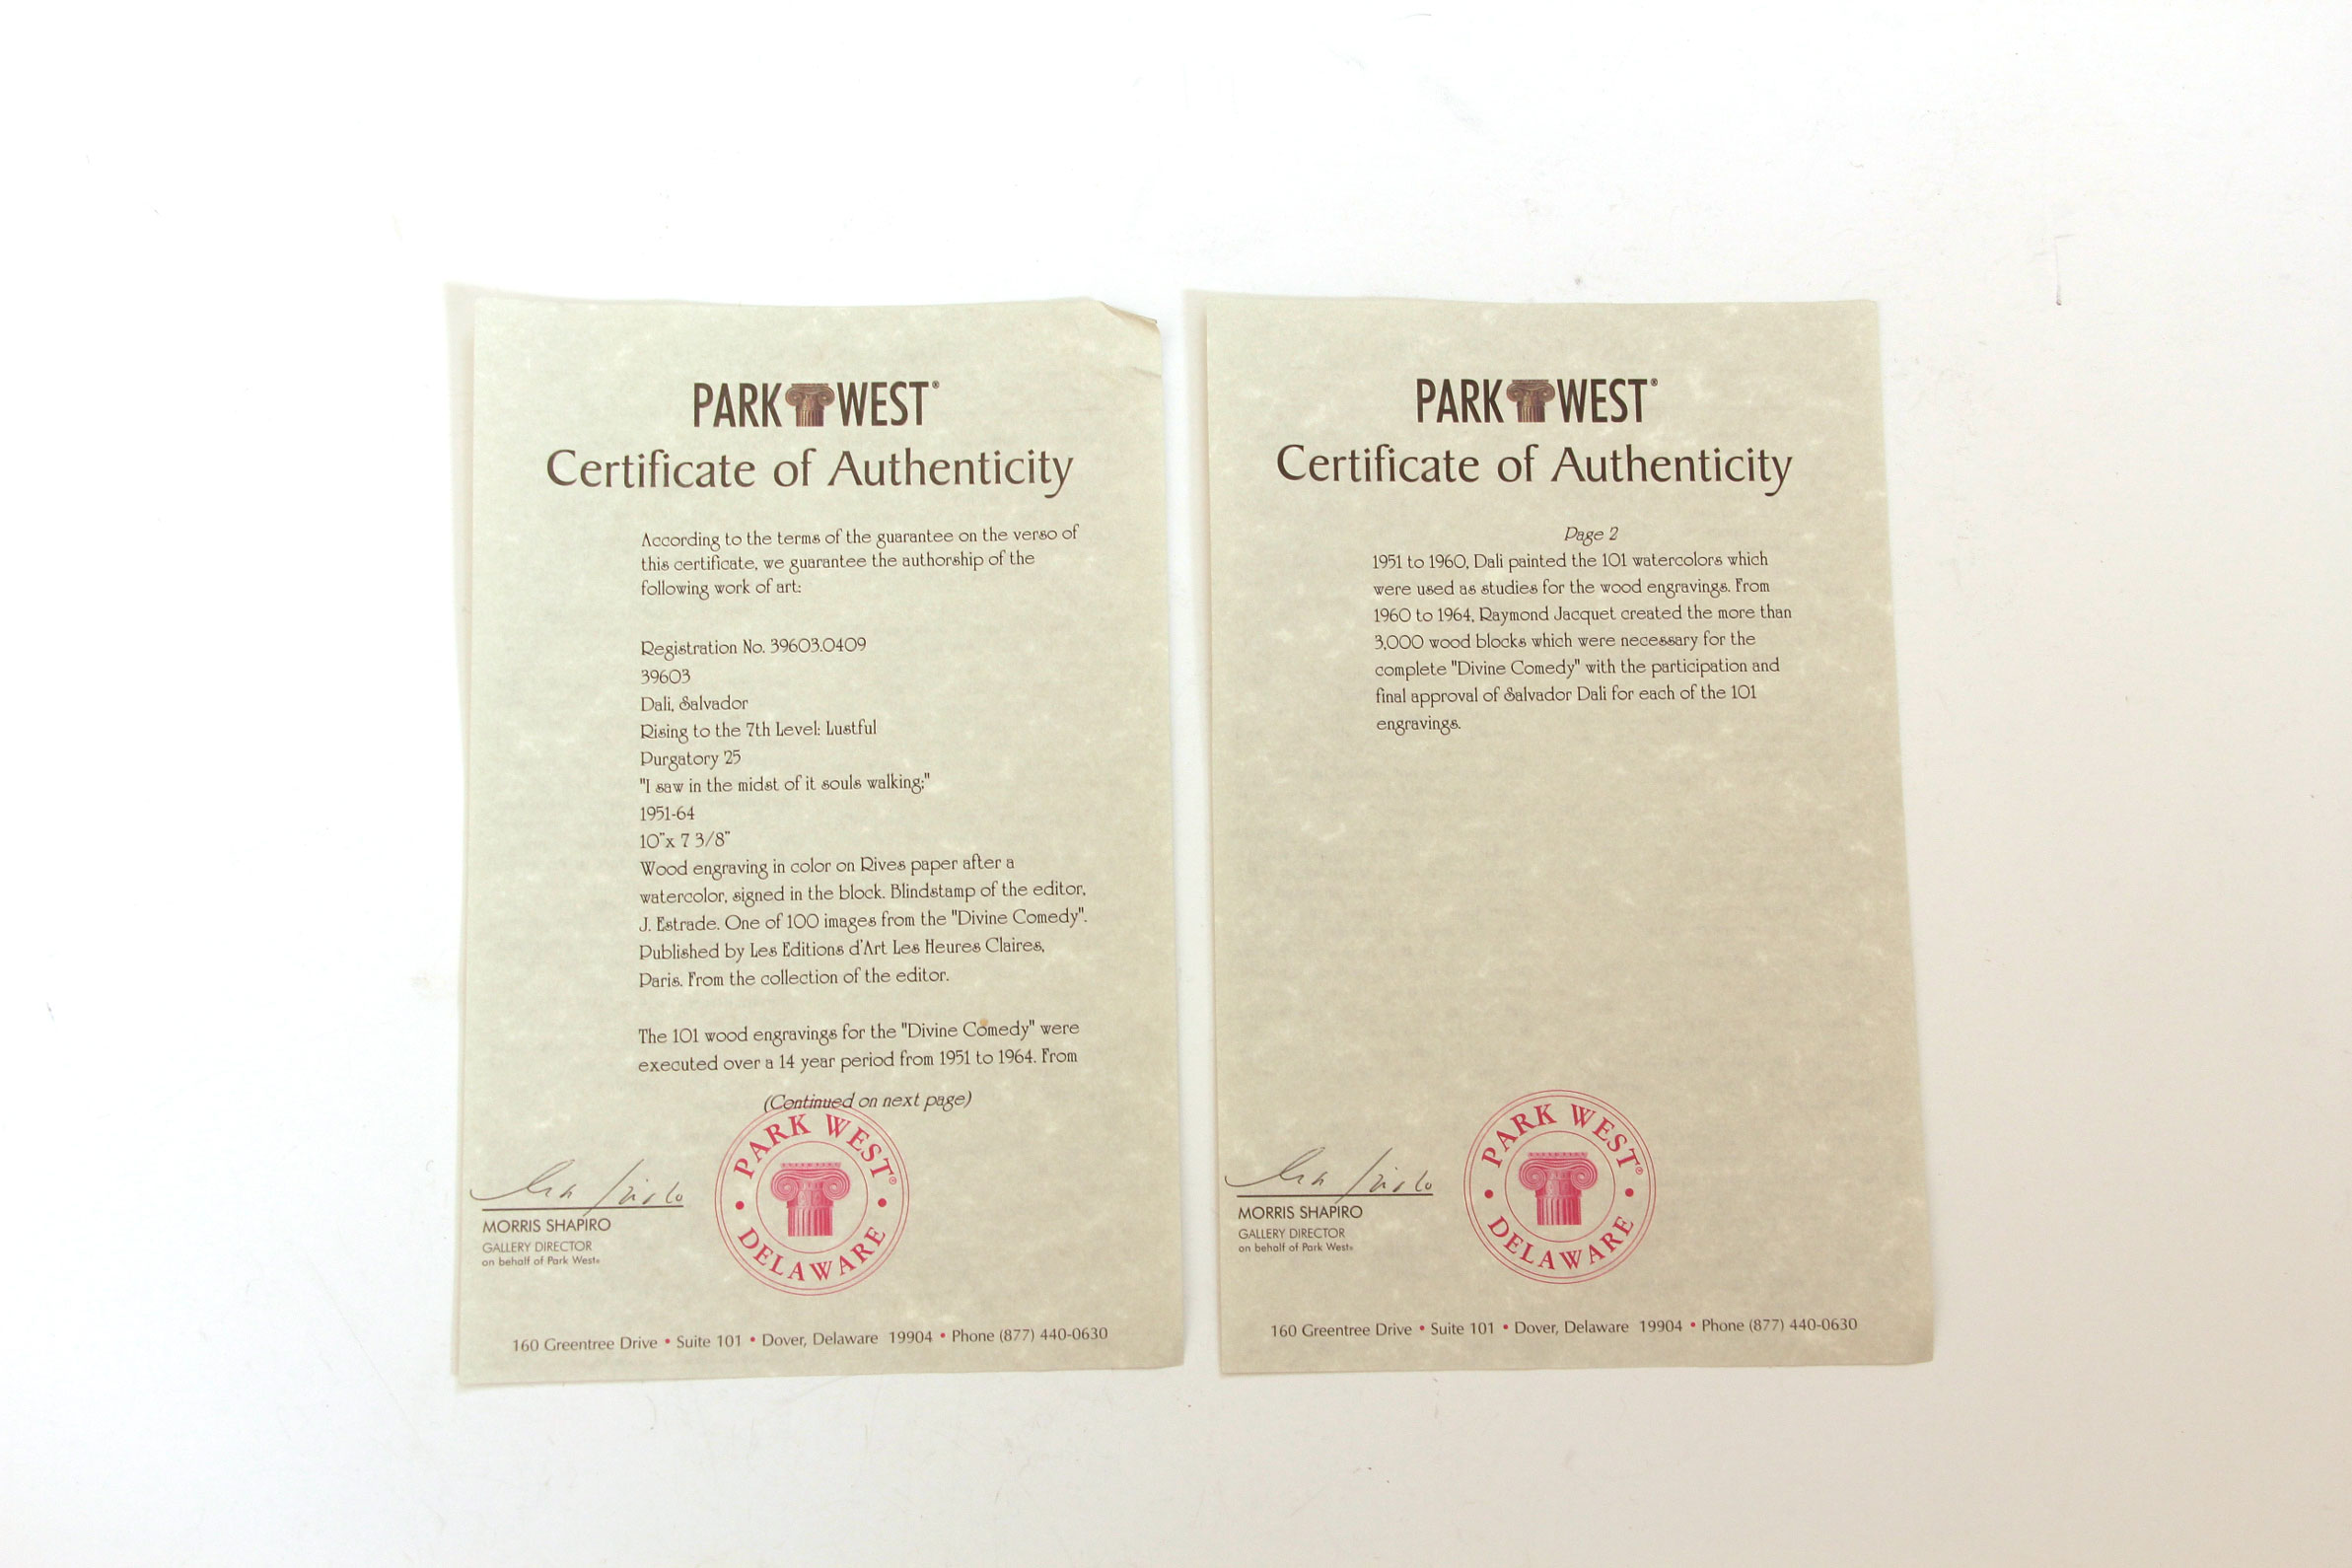 PARK WEST®
Certificate of Authenticity
According to the terms of the guarantee on the verso of
this certificate, we guarantee the authorship of the
following work of art:
Registration No. 39603.0409
39603
Dali, Salvador
Rising to the 7th Level: Lustful
Purgatory '25
"I saw in the midst of it souls walking;"
1951-64
10"x 7 3/8"
Wood engraving in color on Rives paper after a
watercolor, signed in the block. Blindstamp of the editor,
J. Estrade. One of 100 images from the "Divine Comedy".
Published by Les Editions d'Art Les Heures Claires,
Paris. From the collection of the editor.
The 101 wood engravings for the "Divine Comedy" were
executed over a 14 year period from 1951 to 1964. From
(Continued on next page)
PARK WEST®
• DELAWARE •
MORRIS SHAPIRO
GALLERY DIRECTOR
on behalf of Park West®
160 Greentree Drive • Suite 101 • Dover, Delaware 19904 • Phone (877) 440-0630
PARK WEST®
Certificate of Authenticity
Page 2
1951 to 1960, Dali painted the 101 watercolors which
were used as studies for the wood engravings. From
1960 to 1964, Raymond Jacquet created the more than
3,000 wood blocks which were necessary for the
complete "Divine Comedy" with the participation and
final approval of Salvador Dali for each of the 101
engravings.
PARK WEST®
• DELAWARE •
MORRIS SHAPIRO
GALLERY DIRECTOR
on behalf of Park West®
160 Greentree Drive • Suite 101 • Dover, Delaware 19904 • Phone (877) 440-0630